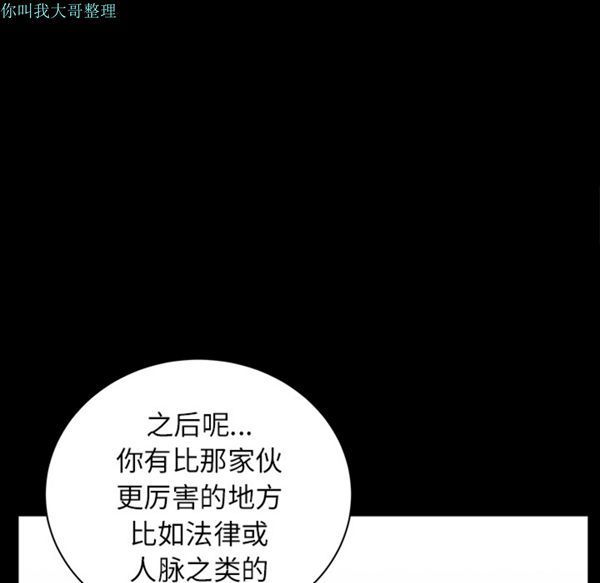 你叫我大哥整理
之后呢...
你有比那家伙
更厉害的地方
比如法律或
人脉之类的